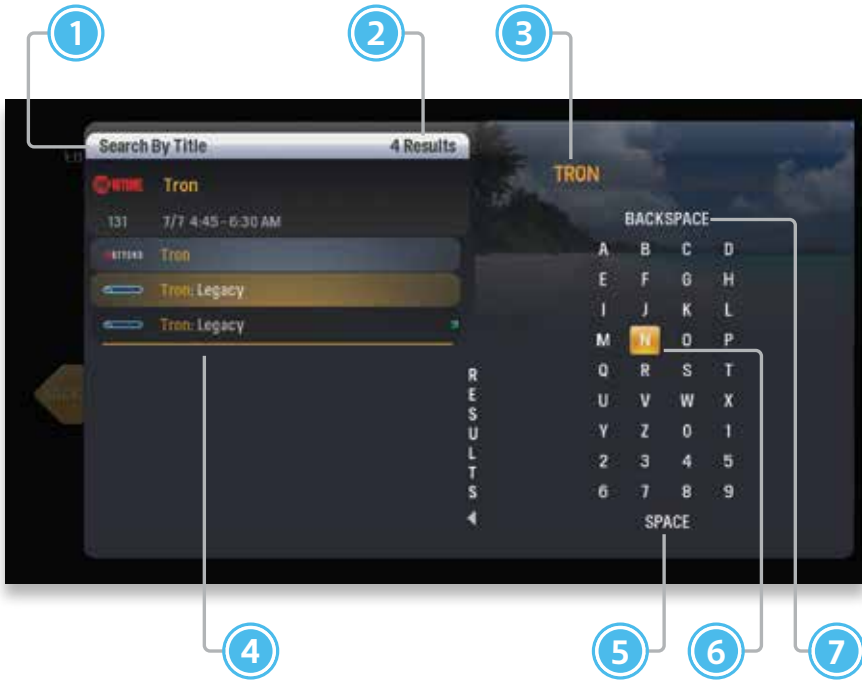 1 2 3
Search By Title 4 Results
TRON
SHOWTIME Tron
131 7/7 4:45 - 6:30 AM
Tron
Tron: Legacy
Tron: Legacy
BACKSPACE
A B C D
E F G H
I J K L
M N O P
Q R S T
U V W X
Y Z 0 1
2 3 4 5
6 7 8 9
SPACE
RESULTS
4 5 6 7